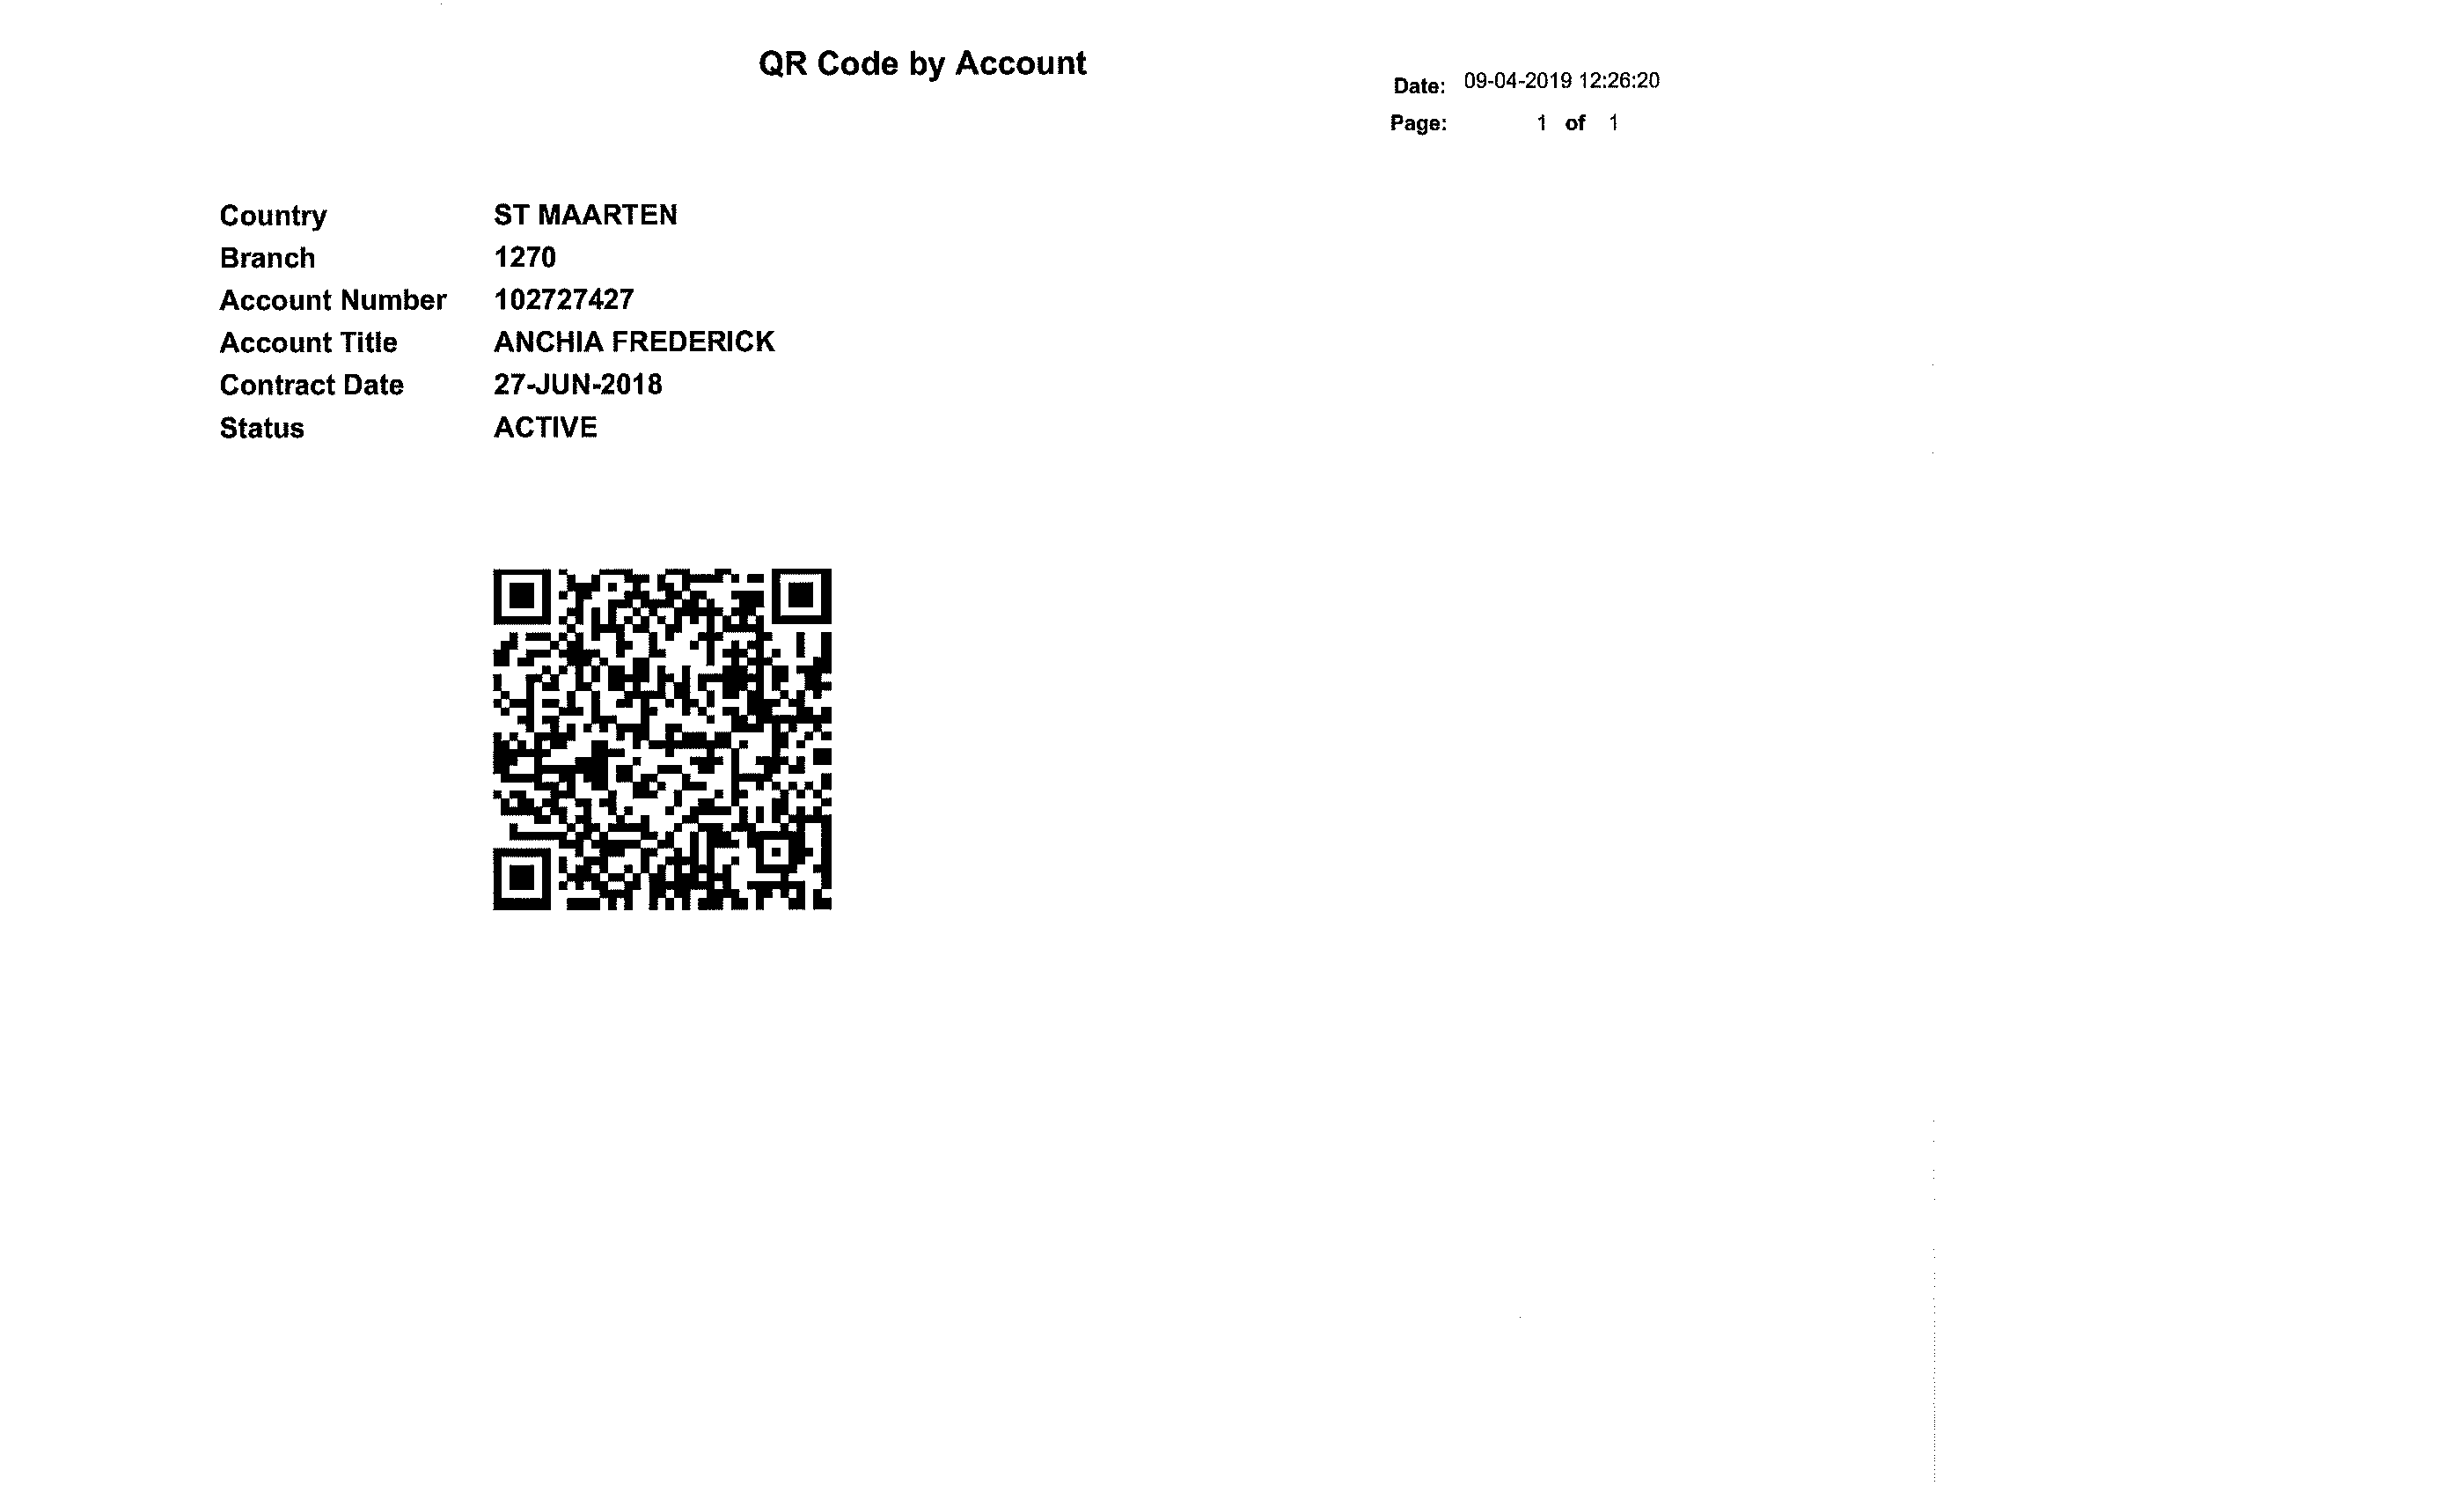 QR Code by Account
Date: 09-04-2019 12:26:20
Page: 1 of 1
Country ST MAARTEN
Branch 1270
Account Number 102727427
Account Title ANCHIA FREDERICK
Contract Date 27-JUN-2018
Status ACTIVE